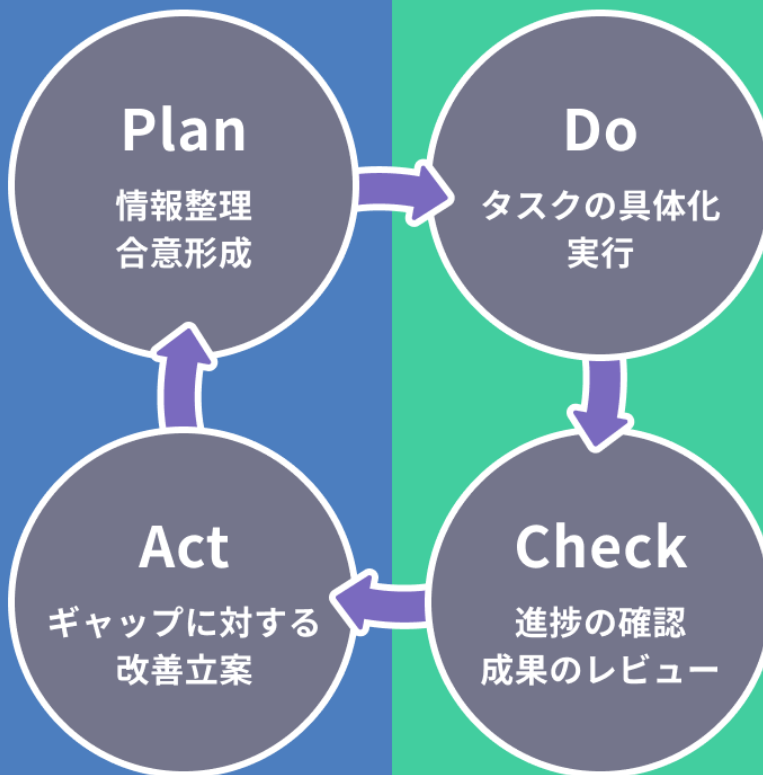 Plan
情報整理
合意形成
Do
タスクの具体化
実行
Act
ギャップに対する
改善立案
Check
進捗の確認
成果のレビュー